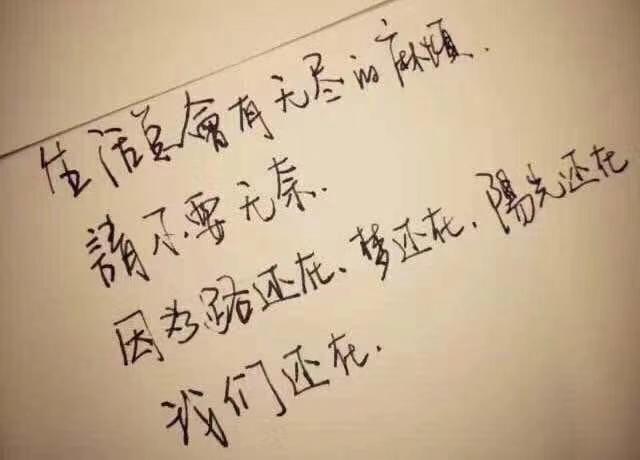 生活总會有无尽的麻烦.
請不要无奈.
因为路还在、梦还在、陽光还在
我们还在.